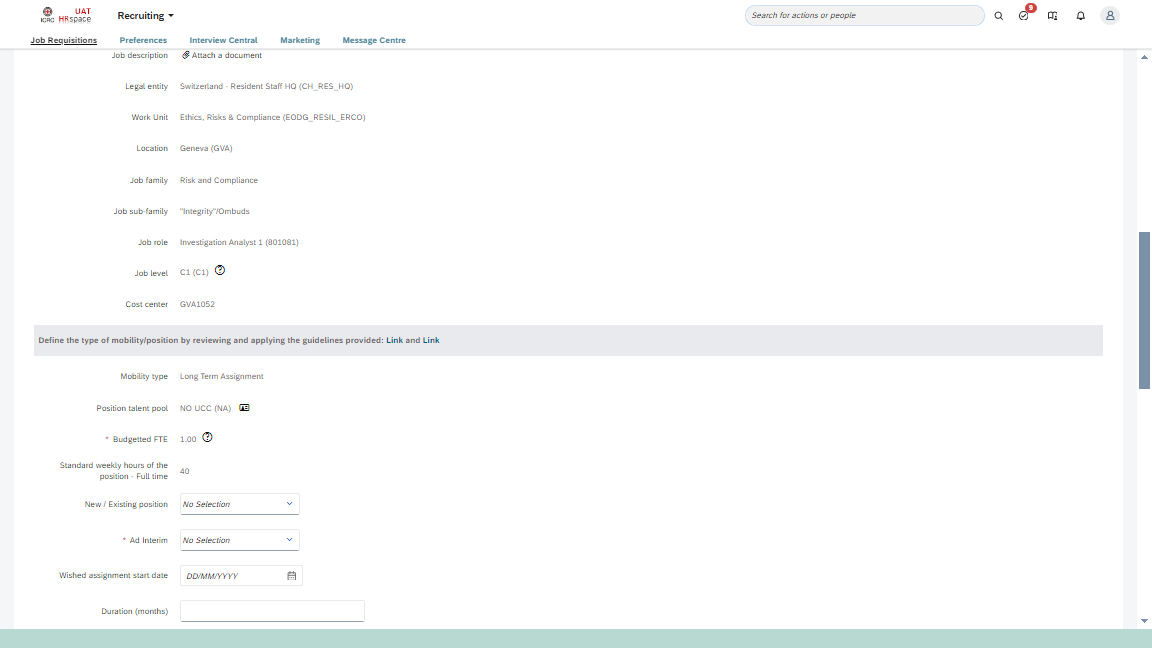 ICRC
UAT
HRspace
Recruiting
Search for actions or people
9
Job Requisitions
Preferences
Interview Central
Marketing
Message Centre
Job description
Attach a document
Legal entity
Switzerland - Resident Staff HQ (CH_RES_HQ)
Work Unit
Ethics, Risks & Compliance (EODG_RESIL_ERCO)
Location
Geneva (GVA)
Job family
Risk and Compliance
Job sub-family
"Integrity"/Ombuds
Job role
Investigation Analyst 1 (801081)
Job level
C1 (C1)
Cost center
GVA1052
Define the type of mobility/position by reviewing and applying the guidelines provided: Link and Link
Mobility type
Long Term Assignment
Position talent pool
NO UCC (NA)
* Budgetted FTE
1.00
Standard weekly hours of the
position - Full time
40
New / Existing position
No Selection
* Ad Interim
No Selection
Wished assignment start date
DD/MM/YYYY
Duration (months)